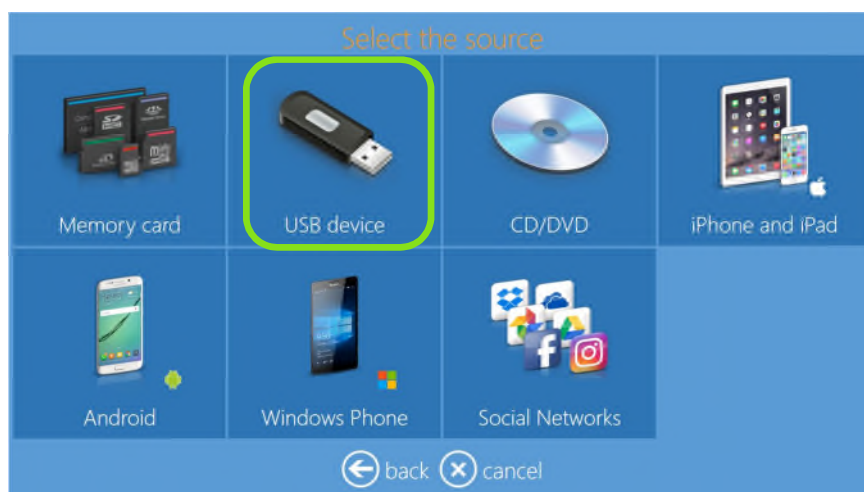 Select the source
Memory card
USB device
CD/DVD
iPhone and iPad
Android
Windows Phone
Social Networks
back
cancel